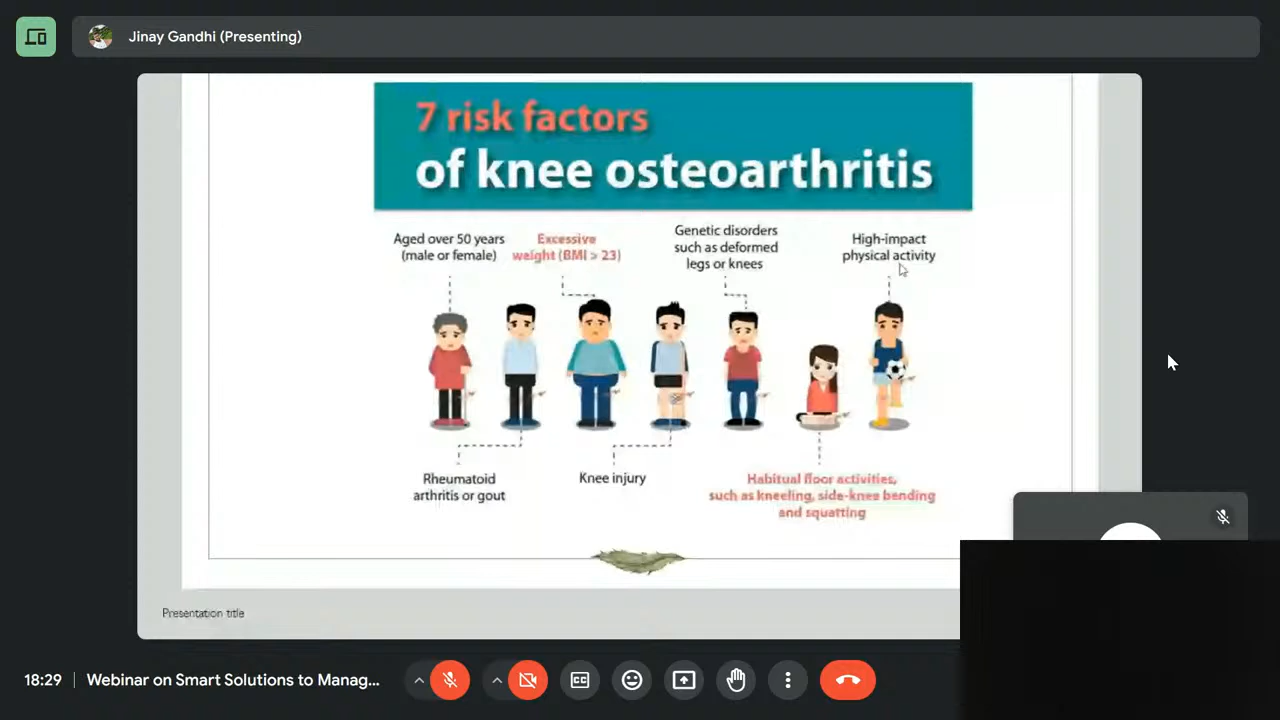 Jinay Gandhi (Presenting)
7 risk factors
of knee osteoarthritis
Aged over 50 years
(male or female)
Excessive
weight (BMI > 23)
Genetic disorders
such as deformed
legs or knees
High-impact
physical activity
Rheumatoid
arthritis or gout
Knee injury
Habitual floor activities,
such as kneeling, side-knee bending
and squatting
Presentation title
18:29 | Webinar on Smart Solutions to Manag...